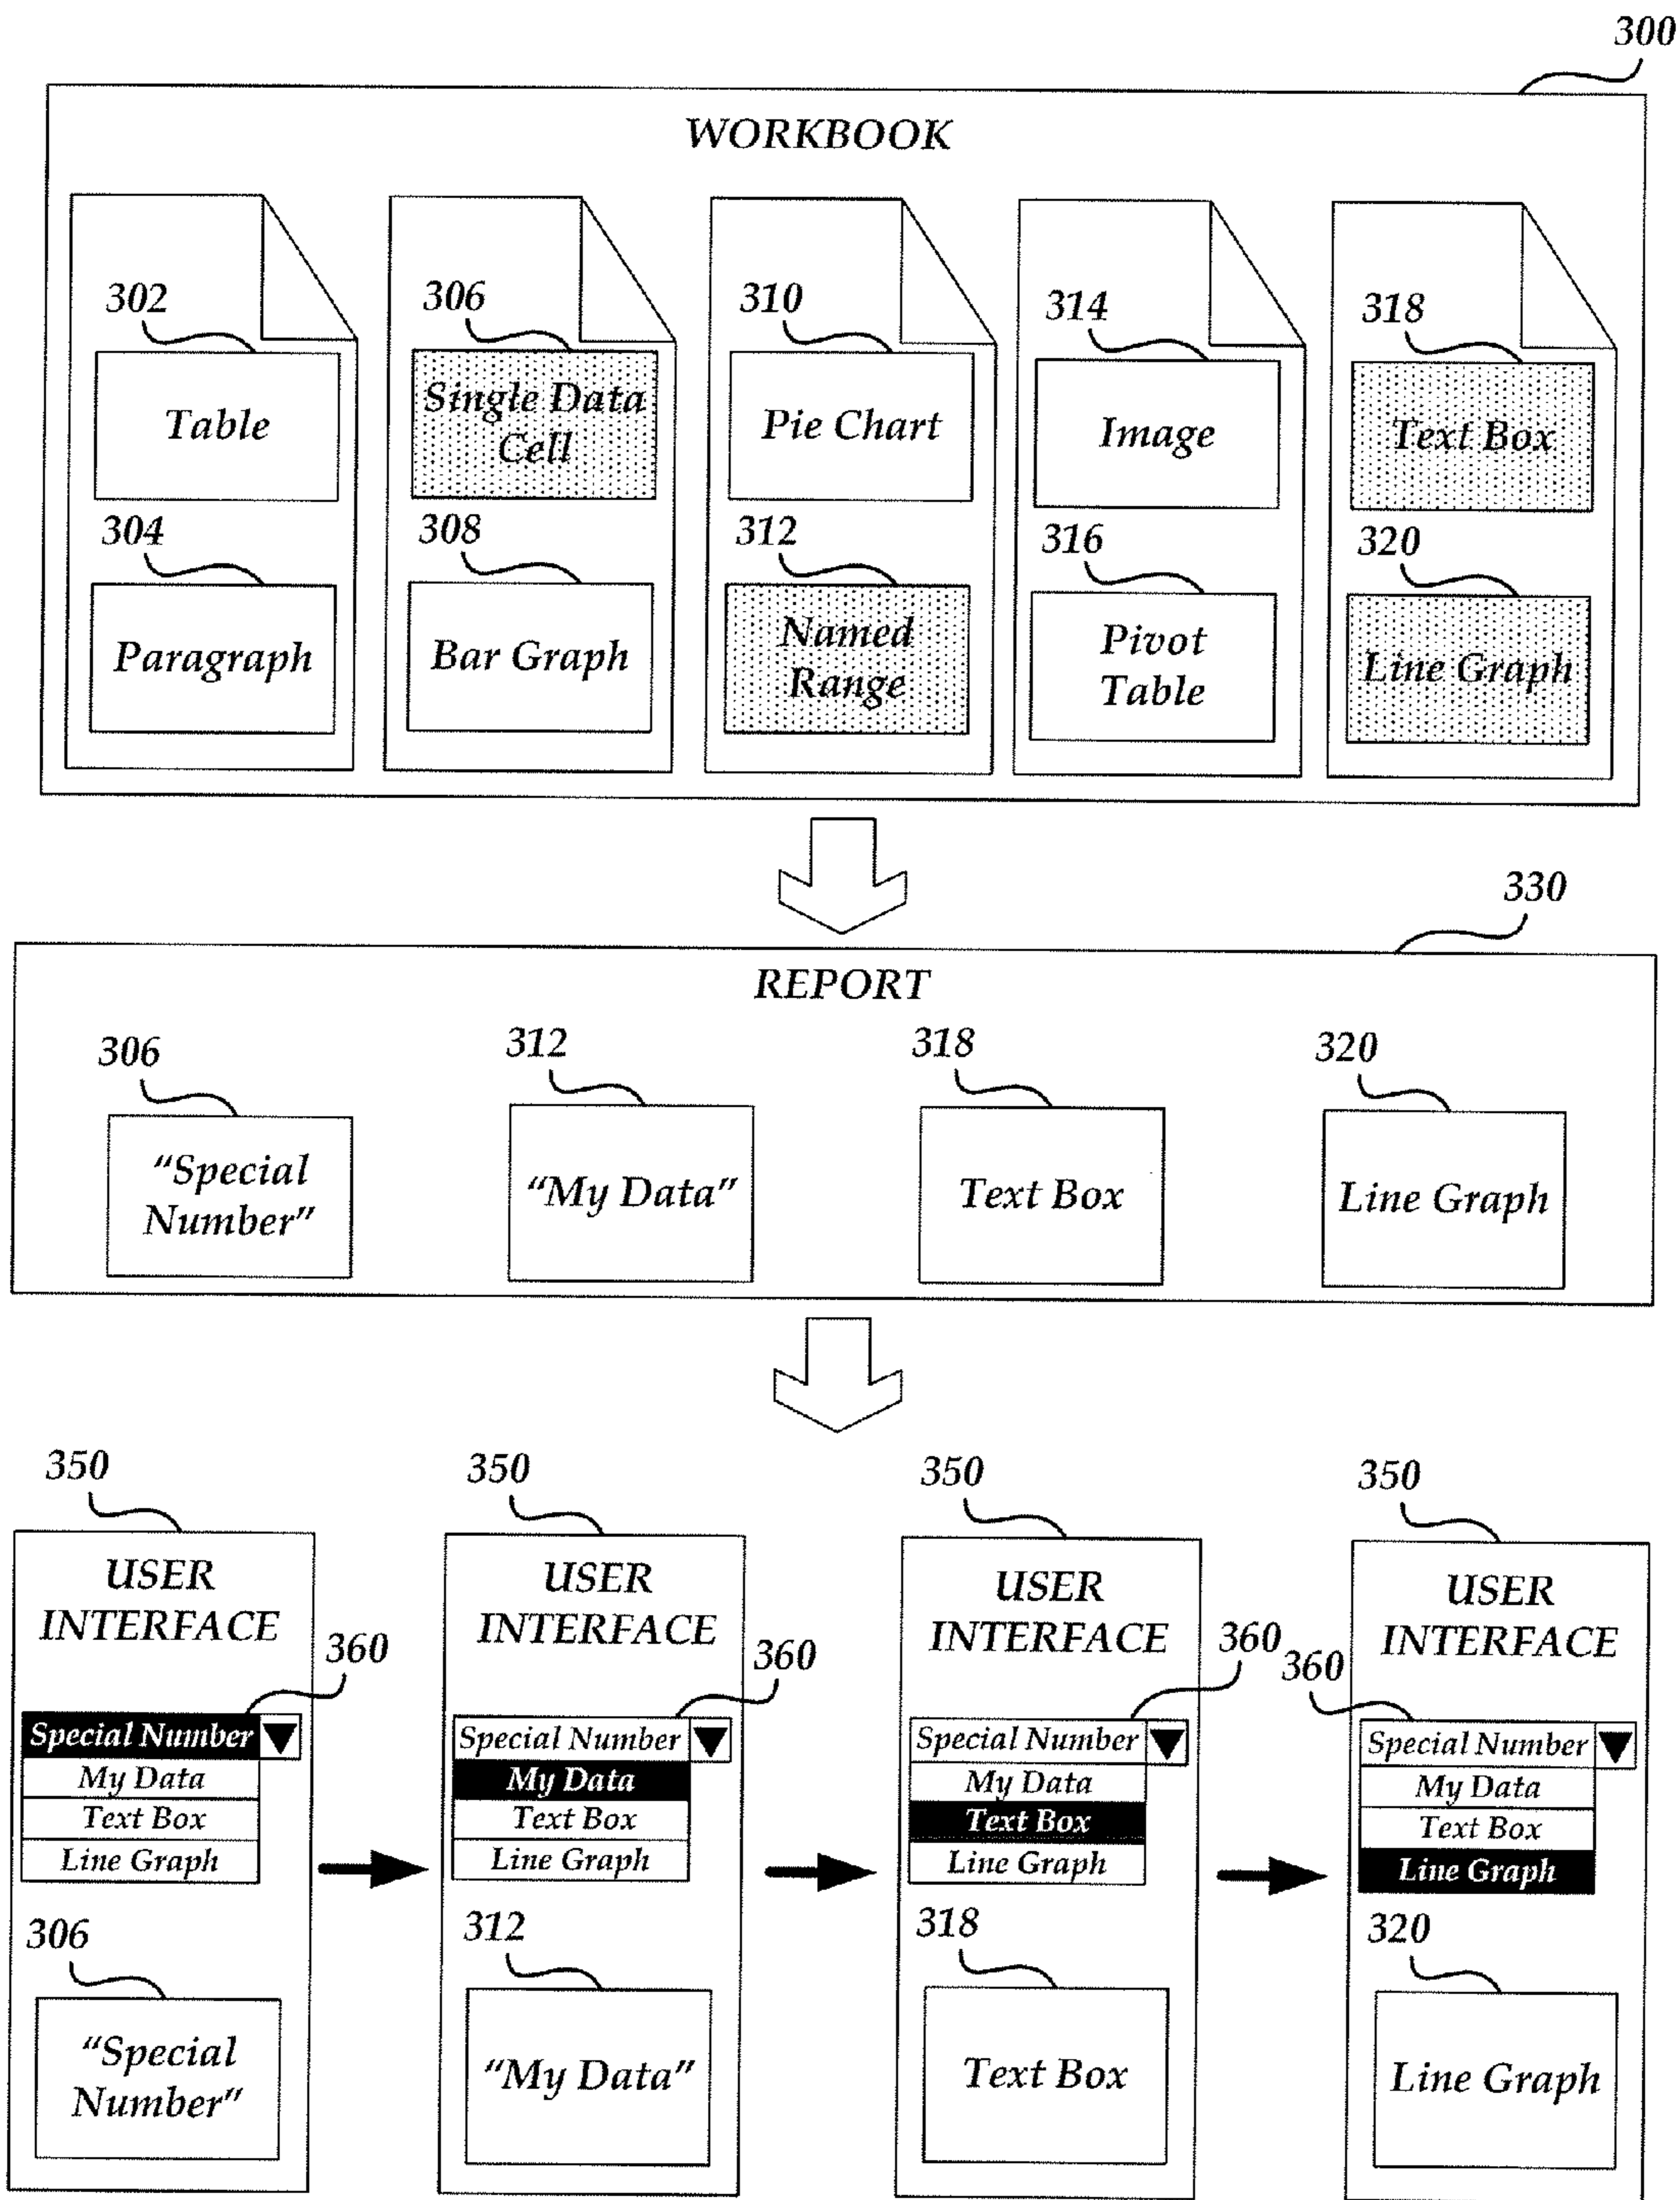 300
WORKBOOK
302
306
310
314
318
Table
Single Data
Cell
Pie Chart
Image
Text Box
304
308
312
316
320
Paragraph
Bar Graph
Named
Range
Pivot
Table
Line Graph
330
REPORT
306
312
318
320
"Special
Number"
"My Data"
Text Box
Line Graph
350
350
350
350
USER
INTERFACE
360
Special Number
My Data
Text Box
Line Graph
306
"Special
Number"
USER
INTERFACE
360
Special Number
My Data
Text Box
Line Graph
312
"My Data"
USER
INTERFACE
360
Special Number
My Data
Text Box
Line Graph
318
Text Box
USER
INTERFACE
360
Special Number
My Data
Text Box
Line Graph
320
Line Graph